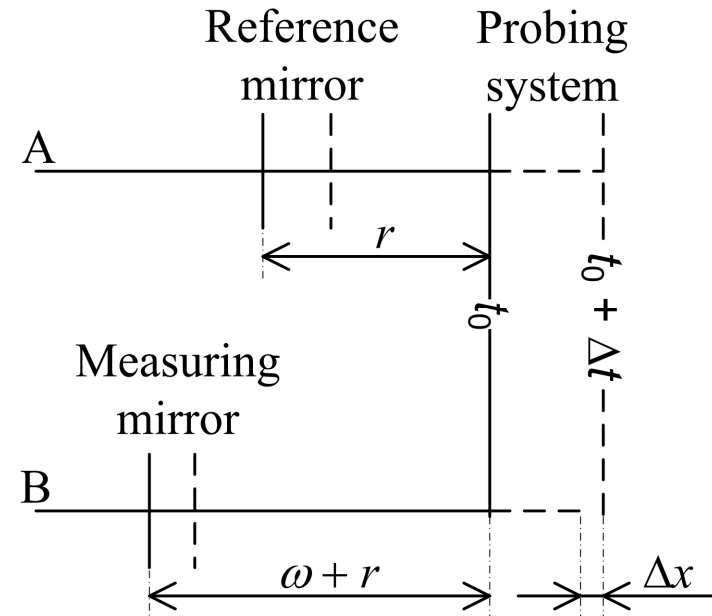 Reference
mirror
Probing
system
A
r
t₀
t₀ + Δt
Measuring
mirror
B
ω + r
Δx